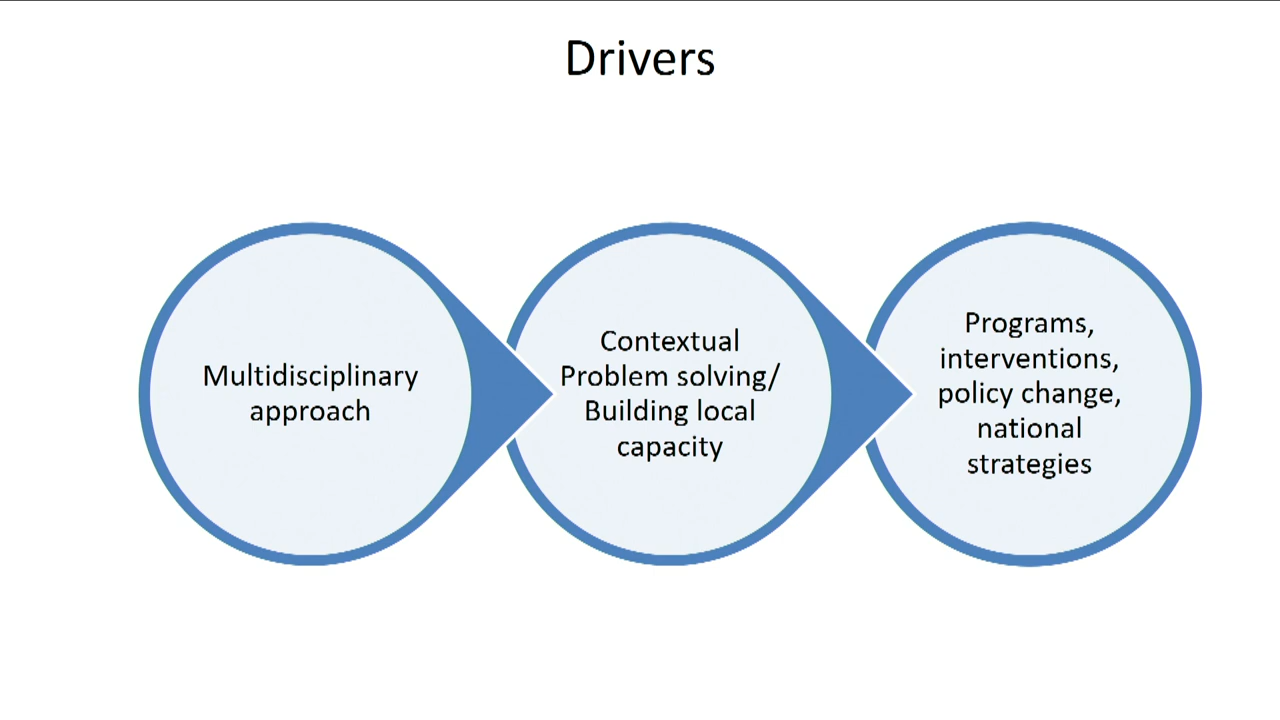 Drivers
Multidisciplinary
approach
Contextual
Problem solving/
Building local
capacity
Programs,
interventions,
policy change,
national
strategies